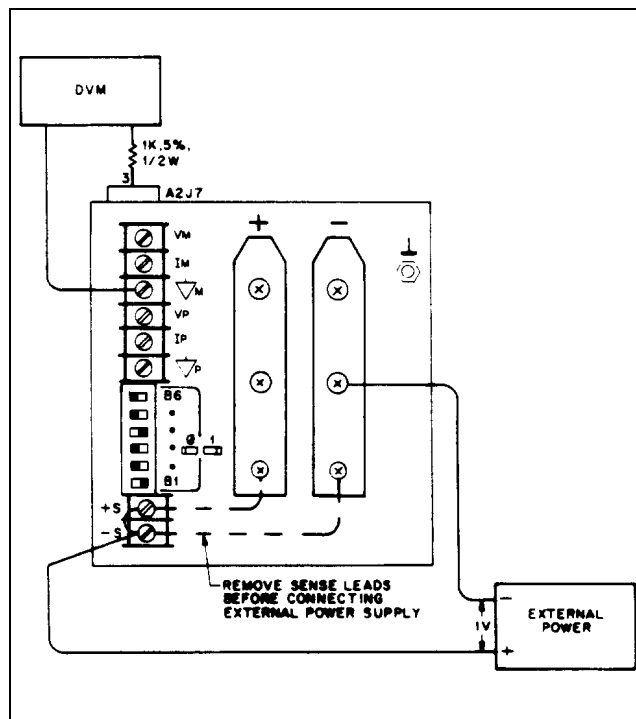 DVM
1K,5%,
1/2W
3
A2J7
+ -
VM
IM
M
VP
IP
P
B6
0 1
B1
+S
-S
REMOVE SENSE LEADS
BEFORE CONNECTING
EXTERNAL POWER SUPPLY
-
1V
+
EXTERNAL
POWER